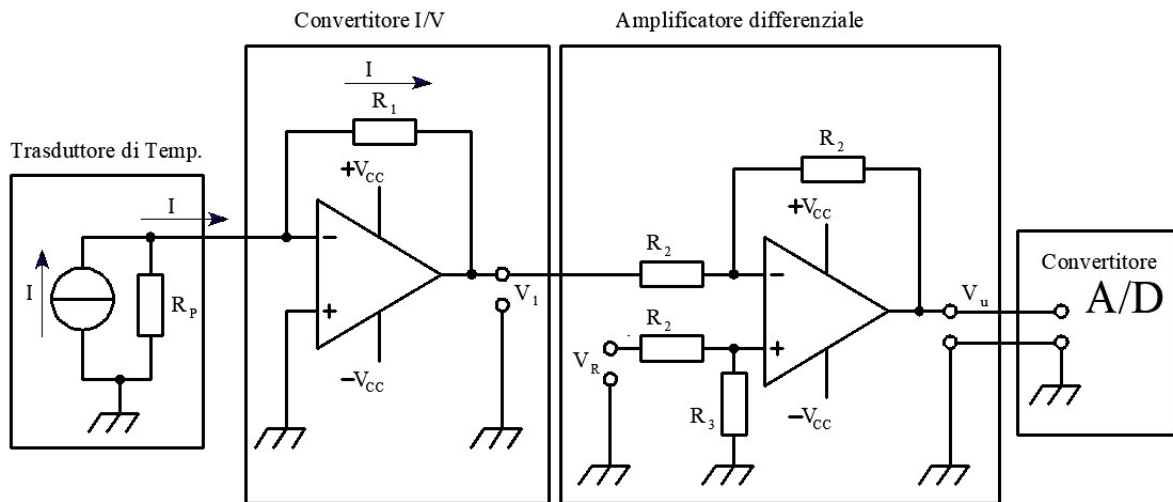 Convertitore I/V
Amplificatore differenziale
I
R1
Trasduttore di Temp.
+VCC
R2
I
+VCC
−
Convertitore
A/D
R2
−
Vu
I
RP
V1
+
R2
+
VR
−VCC
R3
−VCC